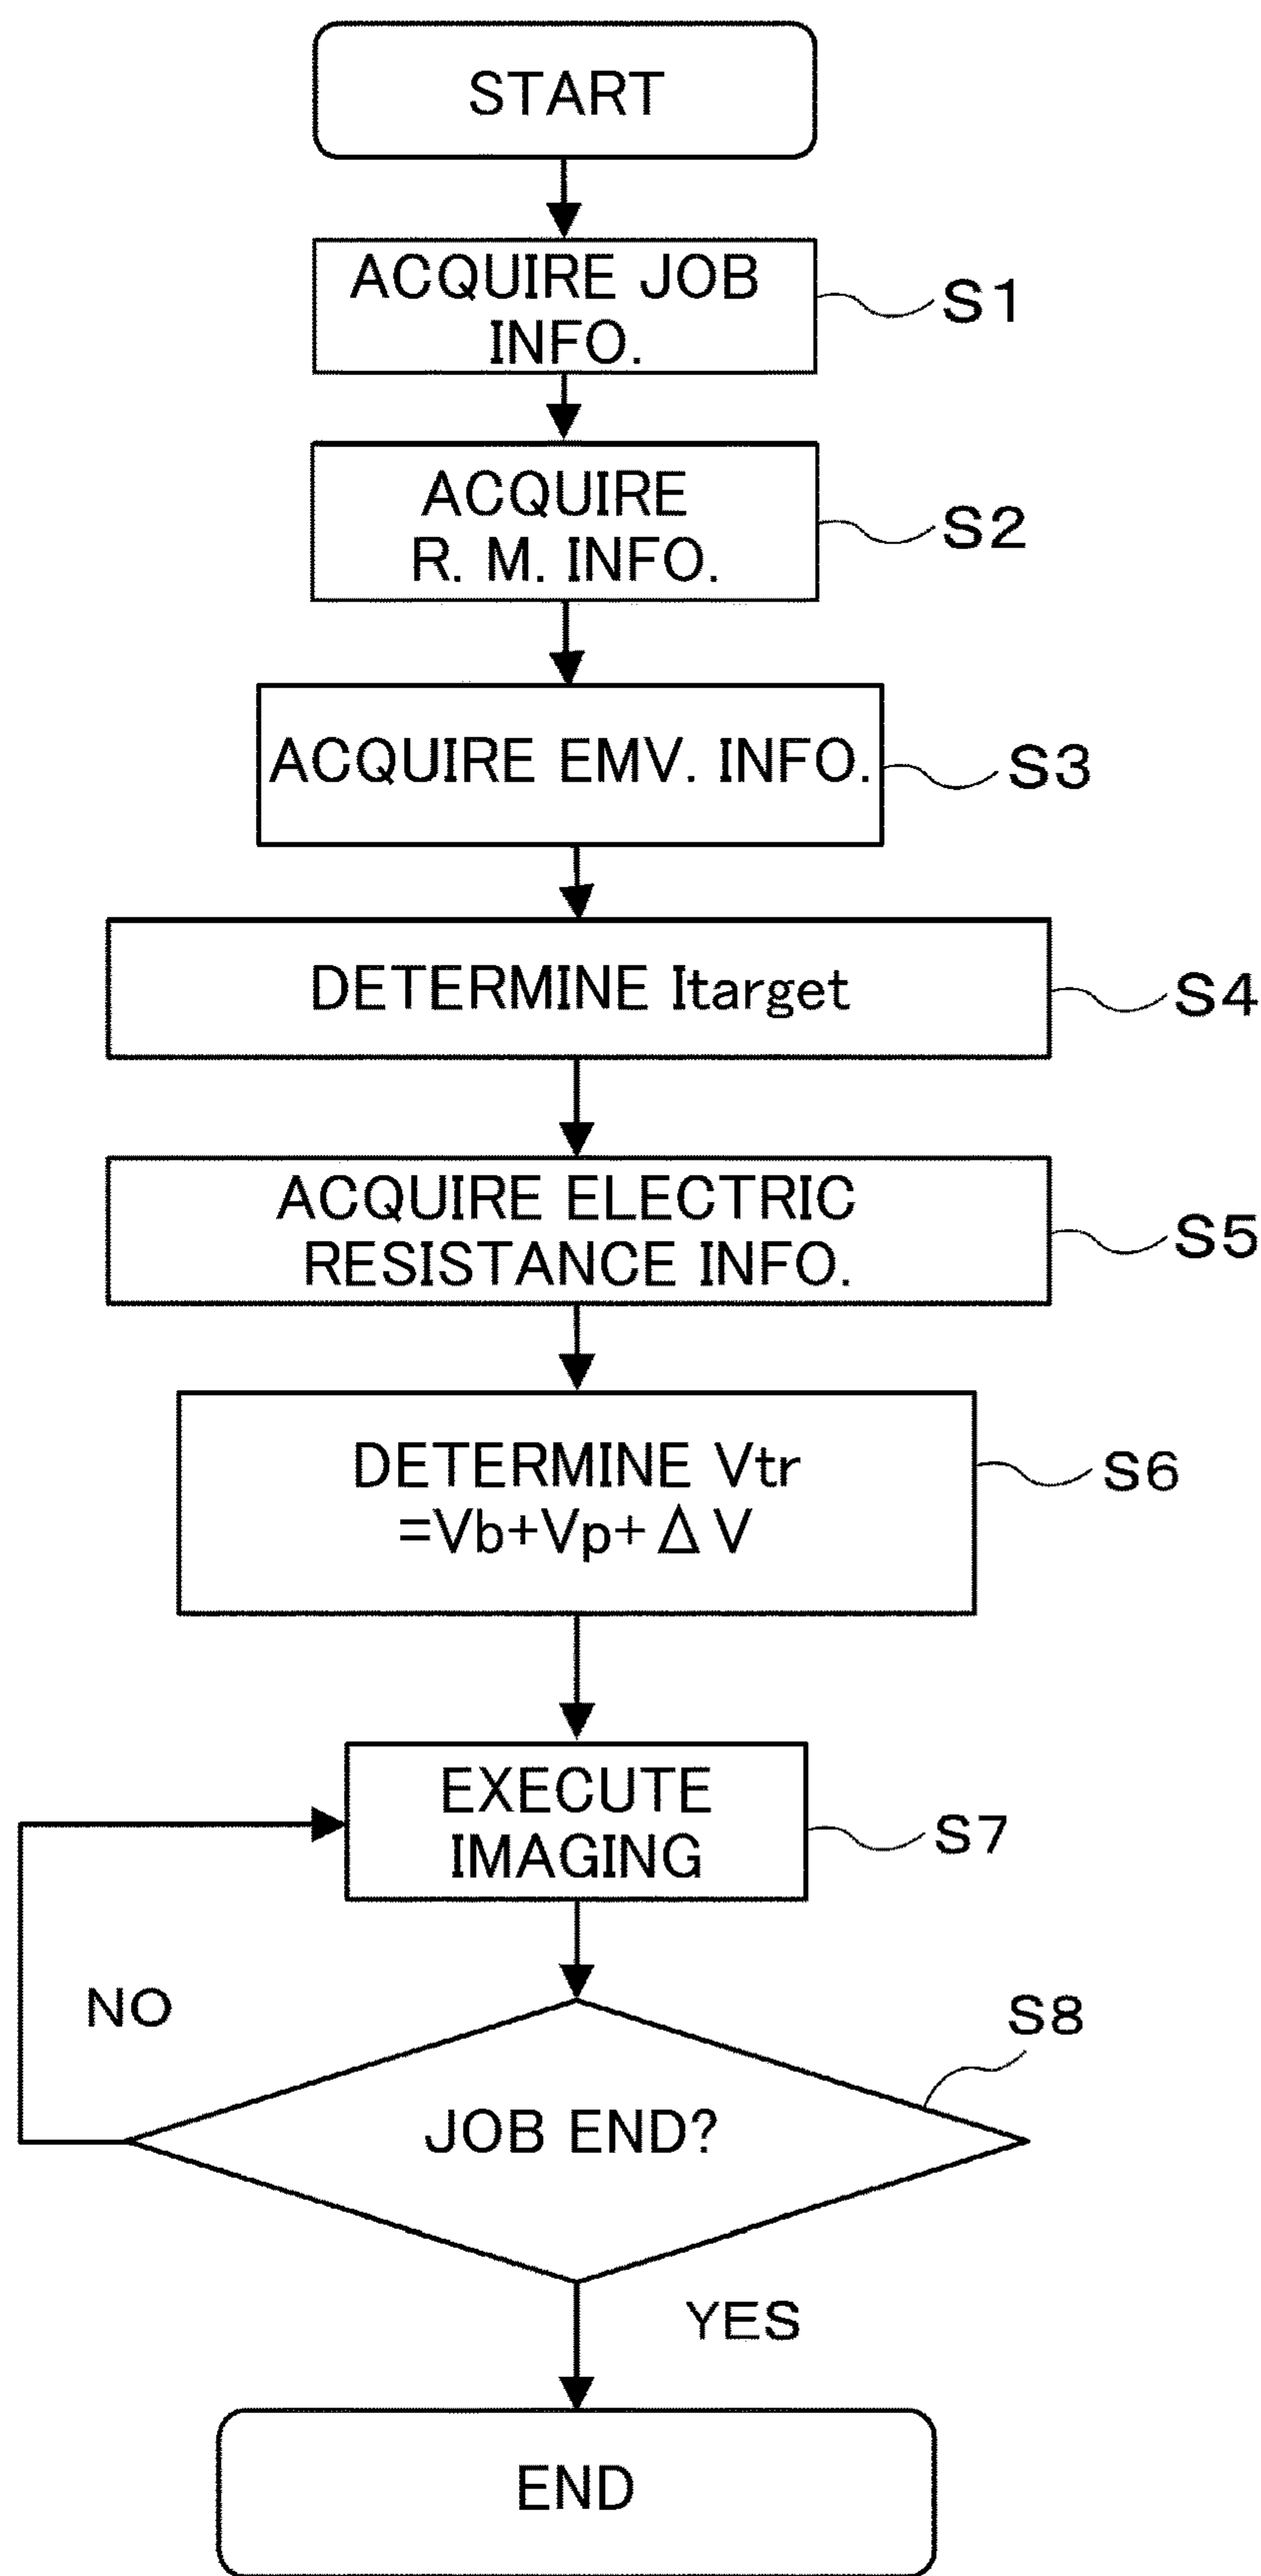 START
ACQUIRE JOB
INFO.
S1
ACQUIRE
R. M. INFO.
S2
ACQUIRE EMV. INFO.
S3
DETERMINE Itarget
S4
ACQUIRE ELECTRIC
RESISTANCE INFO.
S5
DETERMINE Vtr
=Vb+Vp+ΔV
S6
EXECUTE
IMAGING
S7
NO
S8
JOB END?
YES
END